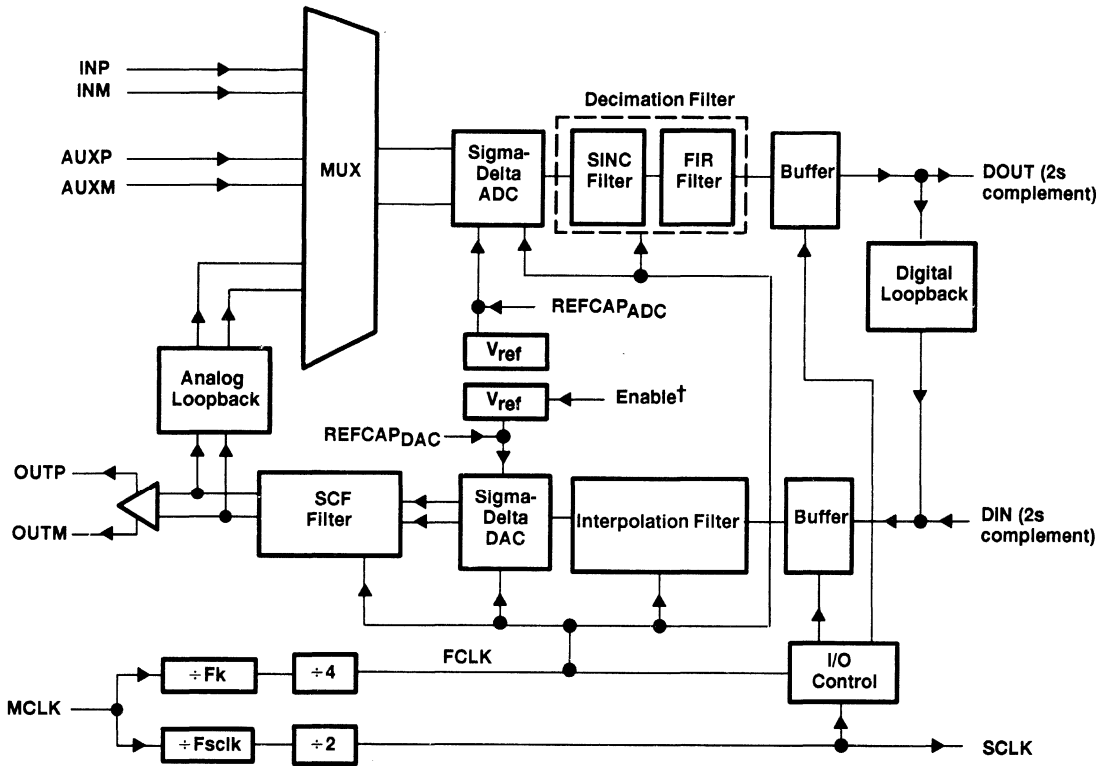 INP
INM
AUXP
AUXM
MUX
Sigma-
Delta
ADC
Decimation Filter
SINC
Filter
FIR
Filter
Buffer
DOUT (2s
complement)
Digital
Loopback
REFCAPADC
Vref
Analog
Loopback
Vref
Enable†
REFCAPDAC
OUTP
OUTM
SCF
Filter
Sigma-
Delta
DAC
Interpolation Filter
Buffer
DIN (2s
complement)
FCLK
I/O
Control
MCLK
÷Fk
÷4
÷Fsclk
÷2
SCLK